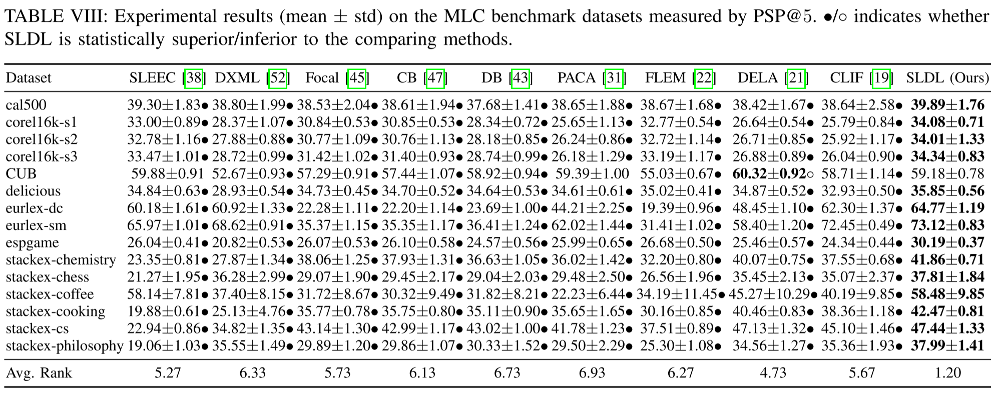 TABLE VIII: Experimental results (mean ± std) on the MLC benchmark datasets measured by PSP@5. ●/○ indicates whether
SLDL is statistically superior/inferior to the comparing methods.
Dataset SLEEC [38] DXML [52] Focal [45] CB [47] DB [43] PACA [31] FLEM [22] DELA [21] CLIF [19] SLDL (Ours)
cal500 39.30±1.83● 38.80±1.99● 38.53±2.04● 38.61±1.94● 37.68±1.41● 38.65±1.88● 38.67±1.68● 38.42±1.67● 38.64±2.58● 39.89±1.76
corel16k-s1 33.00±0.89● 28.37±1.07● 30.84±0.53● 30.85±0.53● 28.34±0.72● 25.65±1.13● 32.77±0.54● 26.64±0.54● 25.79±0.84● 34.08±0.71
corel16k-s2 32.78±1.16● 27.88±0.88● 30.77±1.09● 30.76±1.13● 28.18±0.85● 26.24±0.86● 32.72±1.14● 26.71±0.85● 25.92±1.17● 34.01±1.33
corel16k-s3 33.47±1.01● 28.72±0.99● 31.42±1.02● 31.40±0.93● 28.74±0.99● 26.18±1.29● 33.19±1.17● 26.88±0.89● 26.04±0.90● 34.34±0.83
CUB 59.88±0.91 52.67±0.93● 57.29±0.91● 57.44±1.07● 58.92±0.94● 59.39±1.00 55.03±0.67● 60.32±0.92○ 58.71±1.14● 59.18±0.78
delicious 34.84±0.63● 28.93±0.54● 34.73±0.45● 34.70±0.52● 34.64±0.53● 34.61±0.61● 35.02±0.41● 34.87±0.52● 32.93±0.50● 35.85±0.56
eurlex-dc 60.18±1.61● 60.92±1.33● 22.28±1.11● 22.20±1.14● 23.69±1.00● 44.21±2.25● 19.39±0.96● 48.45±1.10● 62.30±1.37● 64.77±1.19
eurlex-sm 65.97±1.01● 68.62±0.91● 35.37±1.15● 35.35±1.17● 36.41±1.24● 62.02±1.44● 31.41±1.02● 58.40±1.20● 72.45±0.49● 73.12±0.83
espgame 26.04±0.41● 20.82±0.53● 26.07±0.53● 26.10±0.58● 24.57±0.56● 25.99±0.65● 26.68±0.50● 25.46±0.57● 24.34±0.44● 30.19±0.37
stackex-chemistry 23.35±0.81● 27.87±1.34● 38.06±1.25● 37.93±1.31● 36.63±1.05● 36.02±1.42● 32.20±0.80● 40.07±0.75● 37.55±0.68● 41.86±0.71
stackex-chess 21.27±1.95● 36.28±2.99● 29.07±1.90● 29.45±2.17● 29.04±2.03● 29.48±2.50● 26.56±1.96● 35.45±2.13● 35.07±2.37● 37.81±1.84
stackex-coffee 58.14±7.81● 37.40±8.15● 31.72±8.67● 30.32±9.49● 31.82±8.21● 22.23±6.44● 34.19±11.45● 45.27±10.29● 40.19±9.85● 58.48±9.85
stackex-cooking 19.88±0.61● 25.13±4.76● 35.77±0.78● 35.75±0.80● 35.11±0.90● 35.65±1.65● 30.16±0.85● 40.46±0.83● 38.36±1.18● 42.47±0.81
stackex-cs 22.94±0.86● 34.82±1.35● 43.14±1.30● 42.99±1.17● 43.02±1.00● 41.78±1.23● 37.51±0.89● 47.13±1.32● 45.10±1.46● 47.44±1.33
stackex-philosophy 19.06±1.03● 35.55±1.49● 29.89±1.20● 29.86±1.07● 30.33±1.52● 29.50±2.29● 25.30±1.08● 34.56±1.27● 35.36±1.93● 37.99±1.41
Avg. Rank 5.27 6.33 5.73 6.13 6.73 6.93 6.27 4.73 5.67 1.20